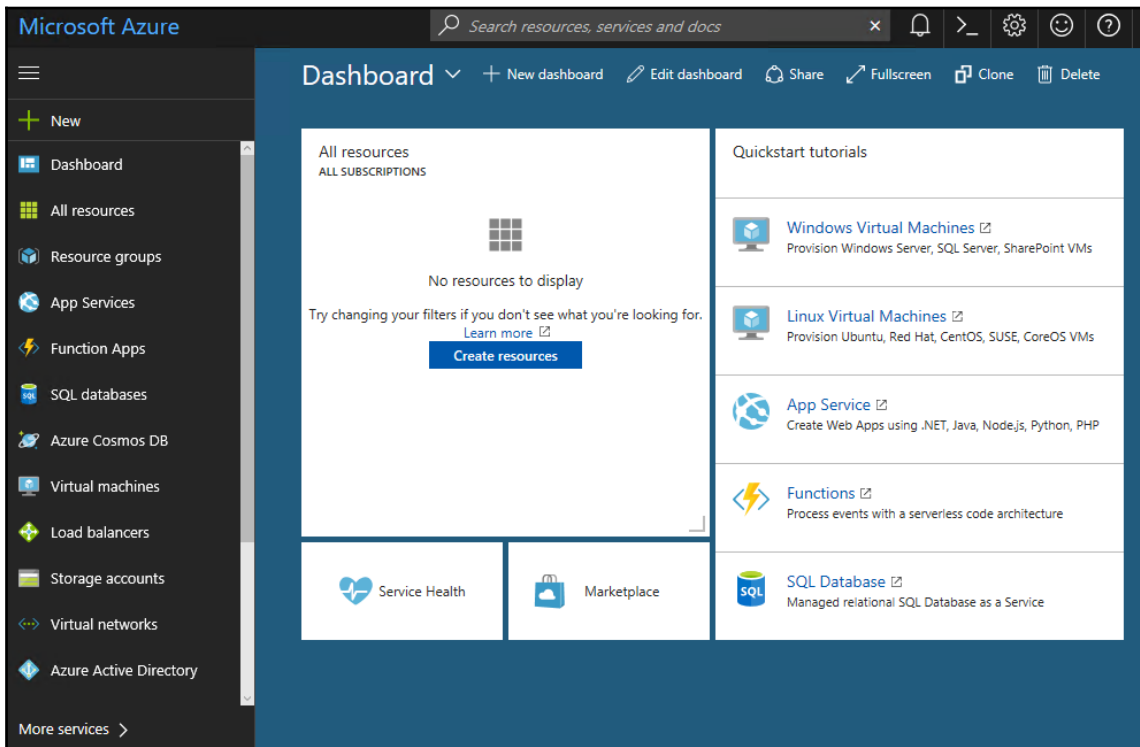 Microsoft Azure
Search resources, services and docs
Dashboard
New dashboard
Edit dashboard
Share
Fullscreen
Clone
Delete
New
Dashboard
All resources
Resource groups
App Services
Function Apps
SQL databases
Azure Cosmos DB
Virtual machines
Load balancers
Storage accounts
Virtual networks
Azure Active Directory
More services
All resources
ALL SUBSCRIPTIONS
No resources to display
Try changing your filters if you don't see what you're looking for.
Learn more
Create resources
Service Health
Marketplace
Quickstart tutorials
Windows Virtual Machines
Provision Windows Server, SQL Server, SharePoint VMs
Linux Virtual Machines
Provision Ubuntu, Red Hat, CentOS, SUSE, CoreOS VMs
App Service
Create Web Apps using .NET, Java, Node.js, Python, PHP
Functions
Process events with a serverless code architecture
SQL
SQL Database
Managed relational SQL Database as a Service